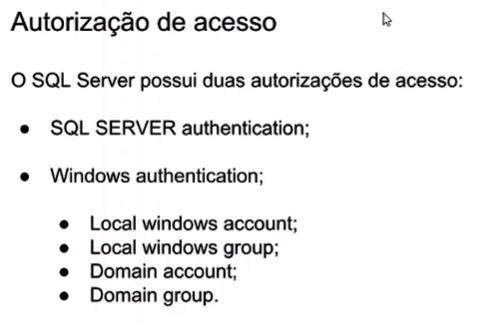 Autorização de acesso
O SQL Server possui duas autorizações de acesso:
● SQL SERVER authentication;
● Windows authentication;
● Local windows account;
● Local windows group;
● Domain account;
● Domain group.